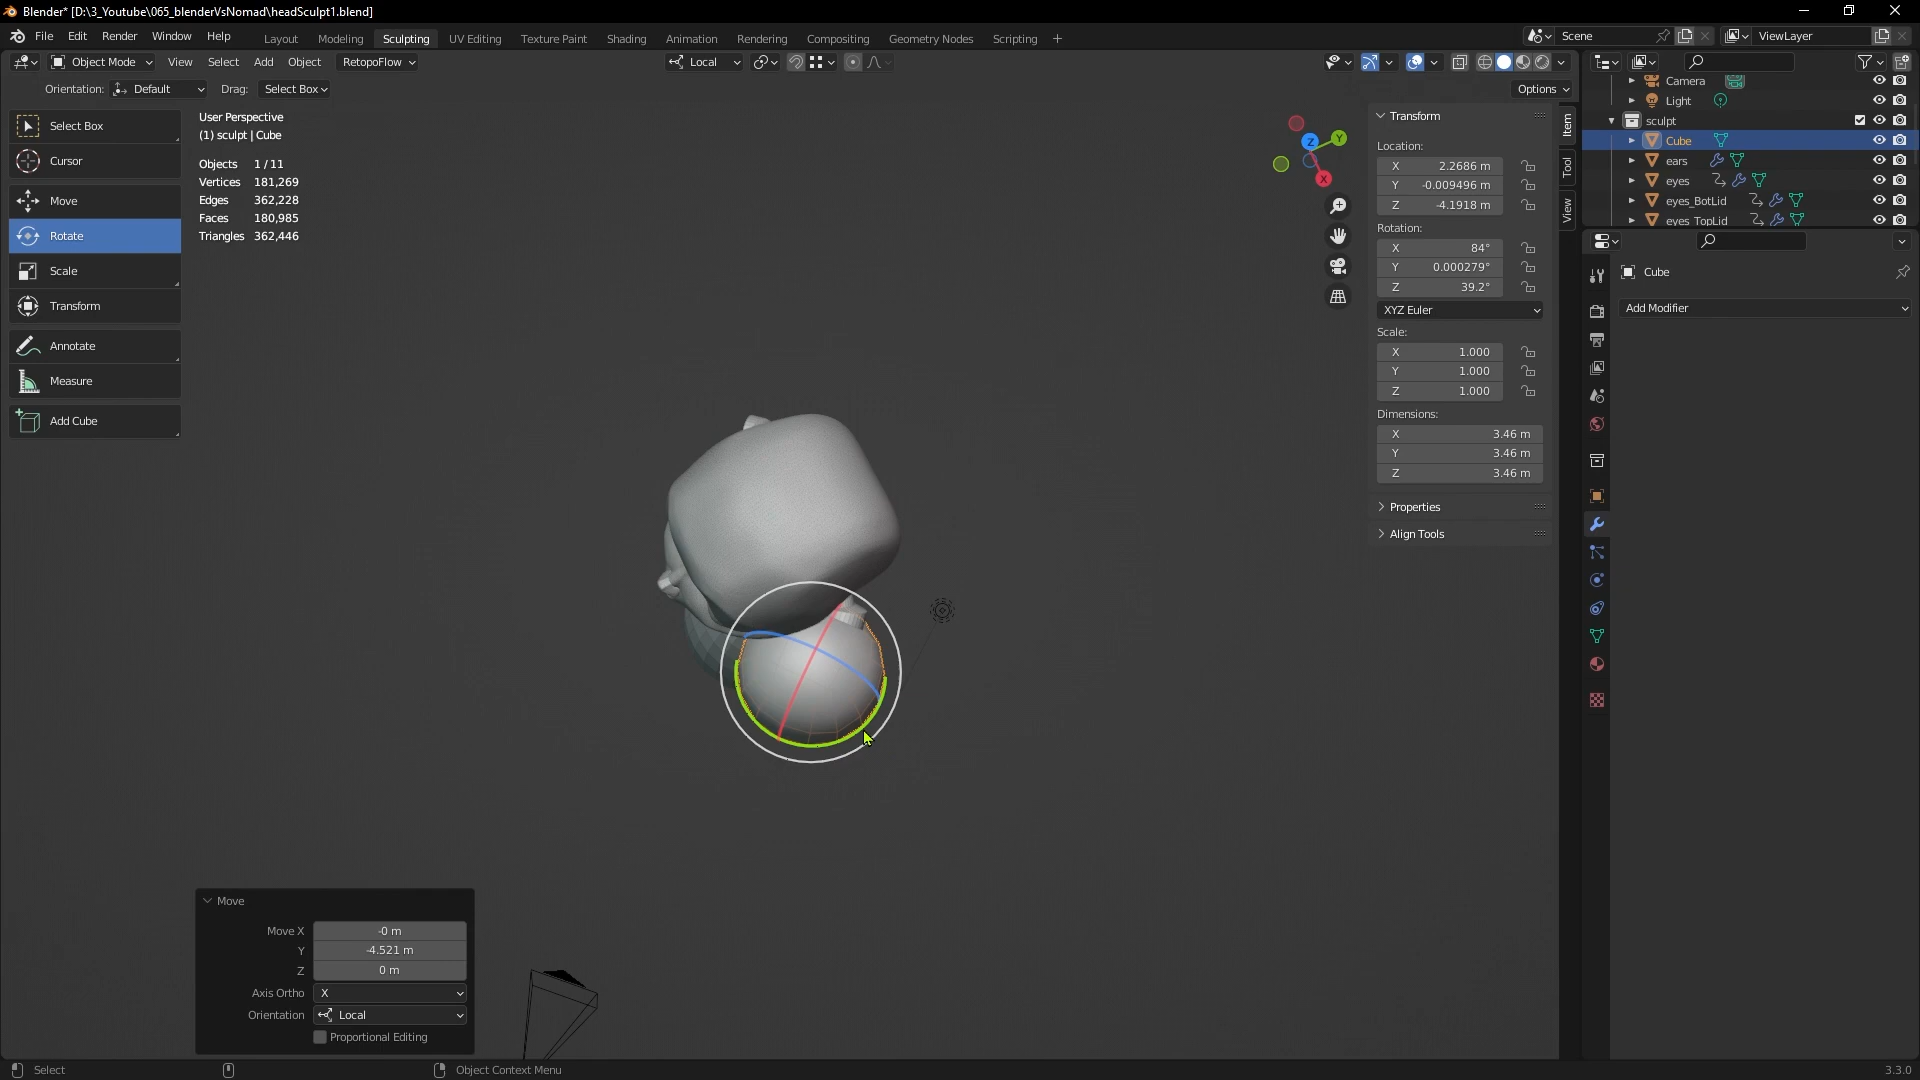 Blender* [D:\3_Youtube\065_blenderVsNomad\headSculpt1.blend]
File Edit Render Window Help
Layout Modeling Sculpting UV Editing Texture Paint Shading Animation Rendering Compositing Geometry Nodes Scripting +
Scene
ViewLayer
Object Mode View Select Add Object RetopoFlow
Local
Orientation: Default Drag: Select Box
Options
Select Box
Cursor
Move
Rotate
Scale
Transform
Annotate
Measure
Add Cube
User Perspective
(1) sculpt | Cube
Objects 1/11
Vertices 181,269
Edges 362,228
Faces 180,985
Triangles 362,446
Z
Y
X
Transform
Location:
X 2.2686 m
Y -0.009496 m
Z -4.1918 m
Rotation:
X 84°
Y 0.000279°
Z 39.2°
XYZ Euler
Scale:
X 1.000
Y 1.000
Z 1.000
Dimensions:
X 3.46 m
Y 3.46 m
Z 3.46 m
Properties
Align Tools
Item
Tool
View
Camera
Light
sculpt
Cube
ears
eyes
eyes_BotLid
eyes_TopLid
Cube
Add Modifier
Move
Move X -0 m
Y -4.521 m
Z 0 m
Axis Ortho X
Orientation Local
Proportional Editing
Select
Object Context Menu
3.3.0